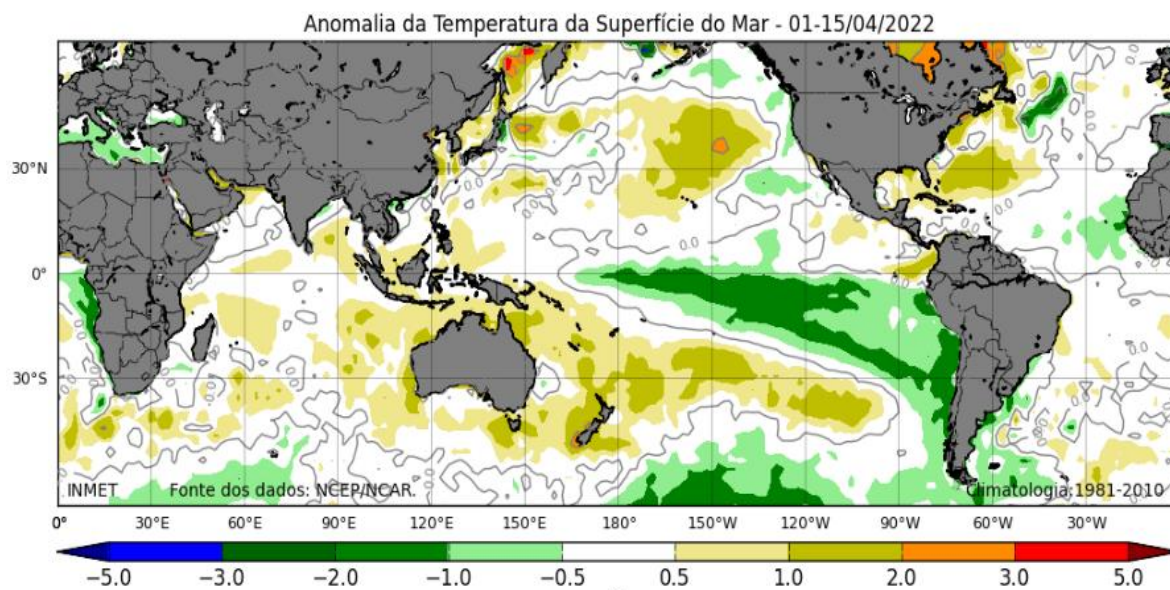 Anomalia da Temperatura da Superfície do Mar - 01-15/04/2022
30°N
0°
30°S
0.0
INMET Fonte dos dados: NCEP/NCAR. Climatologia:1981-2010
0° 30°E 60°E 90°E 120°E 150°E 180° 150°W 120°W 90°W 60°W 30°W
−5.0 −3.0 −2.0 −1.0 −0.5 0.5 1.0 2.0 3.0 5.0